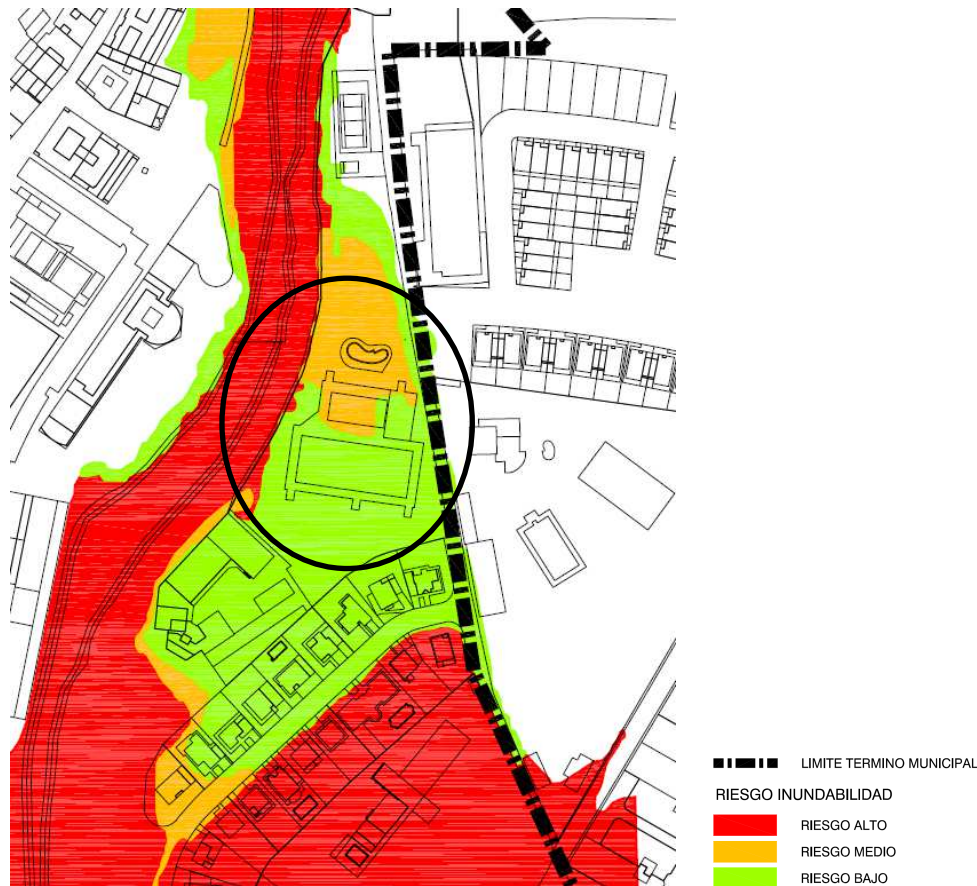 LIMITE TERMINO MUNICIPAL
RIESGO INUNDABILIDAD
RIESGO ALTO
RIESGO MEDIO
RIESGO BAJO